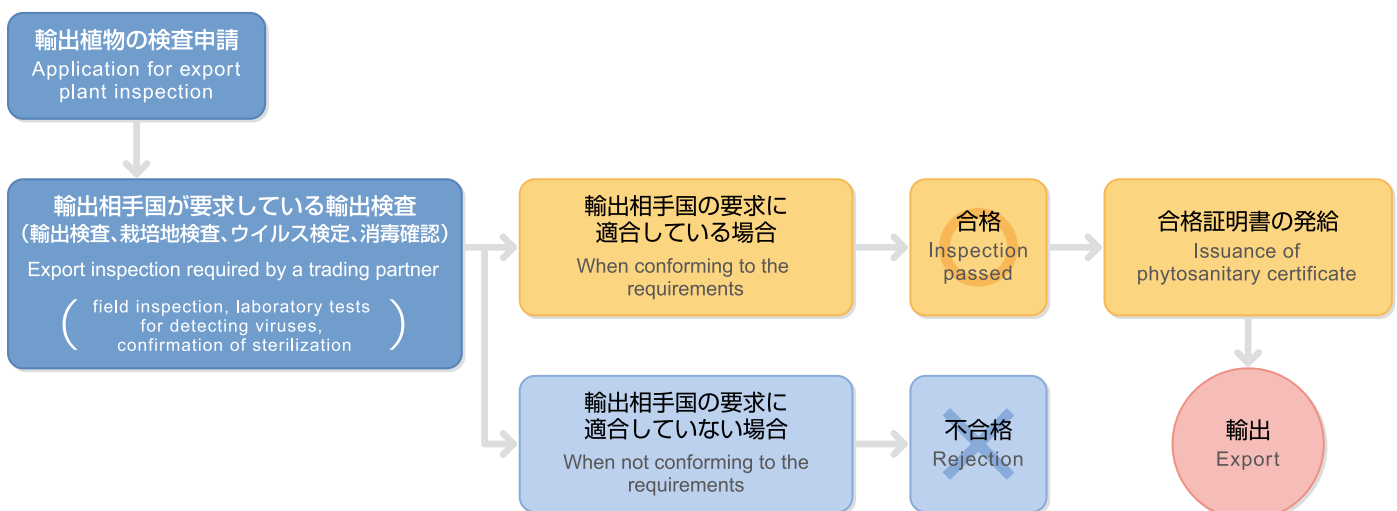 輸出植物の検査申請
Application for export
plant inspection
輸出相手国が要求している輸出検査
（輸出検査、栽培地検査、ウイルス検定、消毒確認）
Export inspection required by a trading partner
( field inspection, laboratory tests
for detecting viruses,
confirmation of sterilization )
輸出相手国の要求に
適合している場合
When conforming to the
requirements
合格
Inspection
passed
合格証明書の発給
Issuance of
phytosanitary certificate
輸出相手国の要求に
適合していない場合
When not conforming to the
requirements
不合格
Rejection
輸出
Export